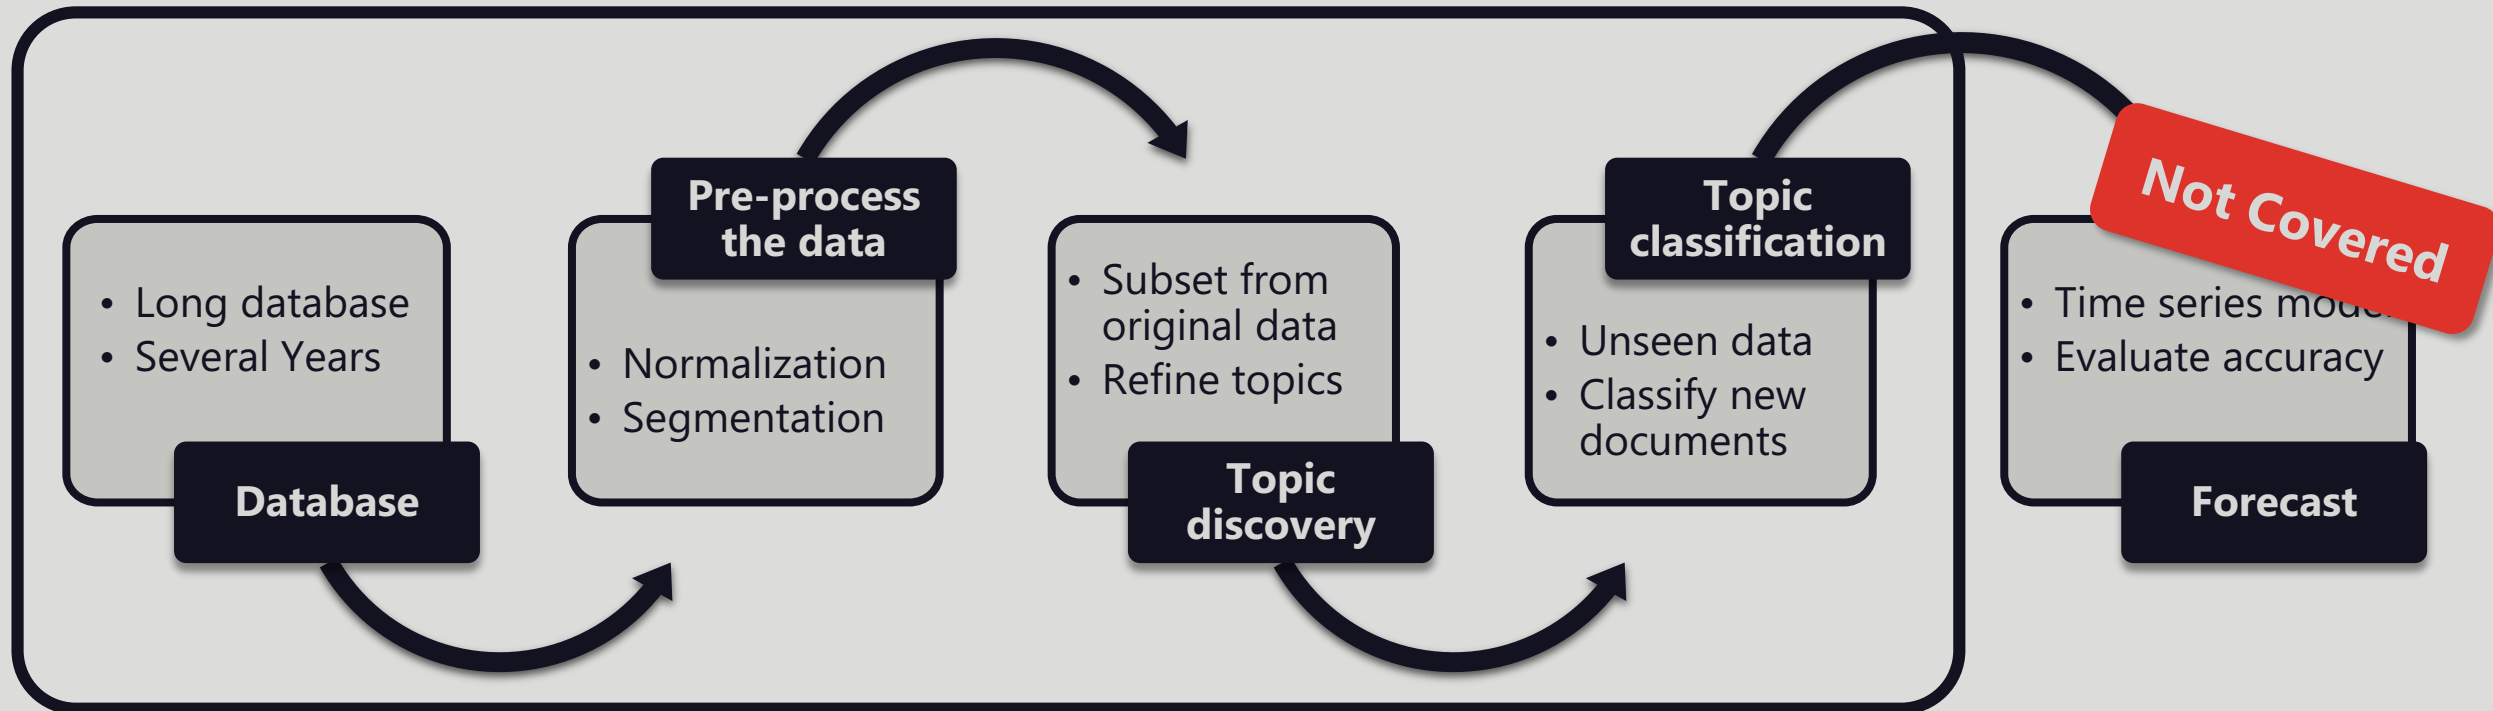 • Long database
• Several Years
Database
Pre-process
the data
• Normalization
• Segmentation
• Subset from
original data
• Refine topics
Topic
discovery
Topic
classification
• Unseen data
• Classify new
documents
Not Covered
• Time series
• Evaluate accuracy
Forecast